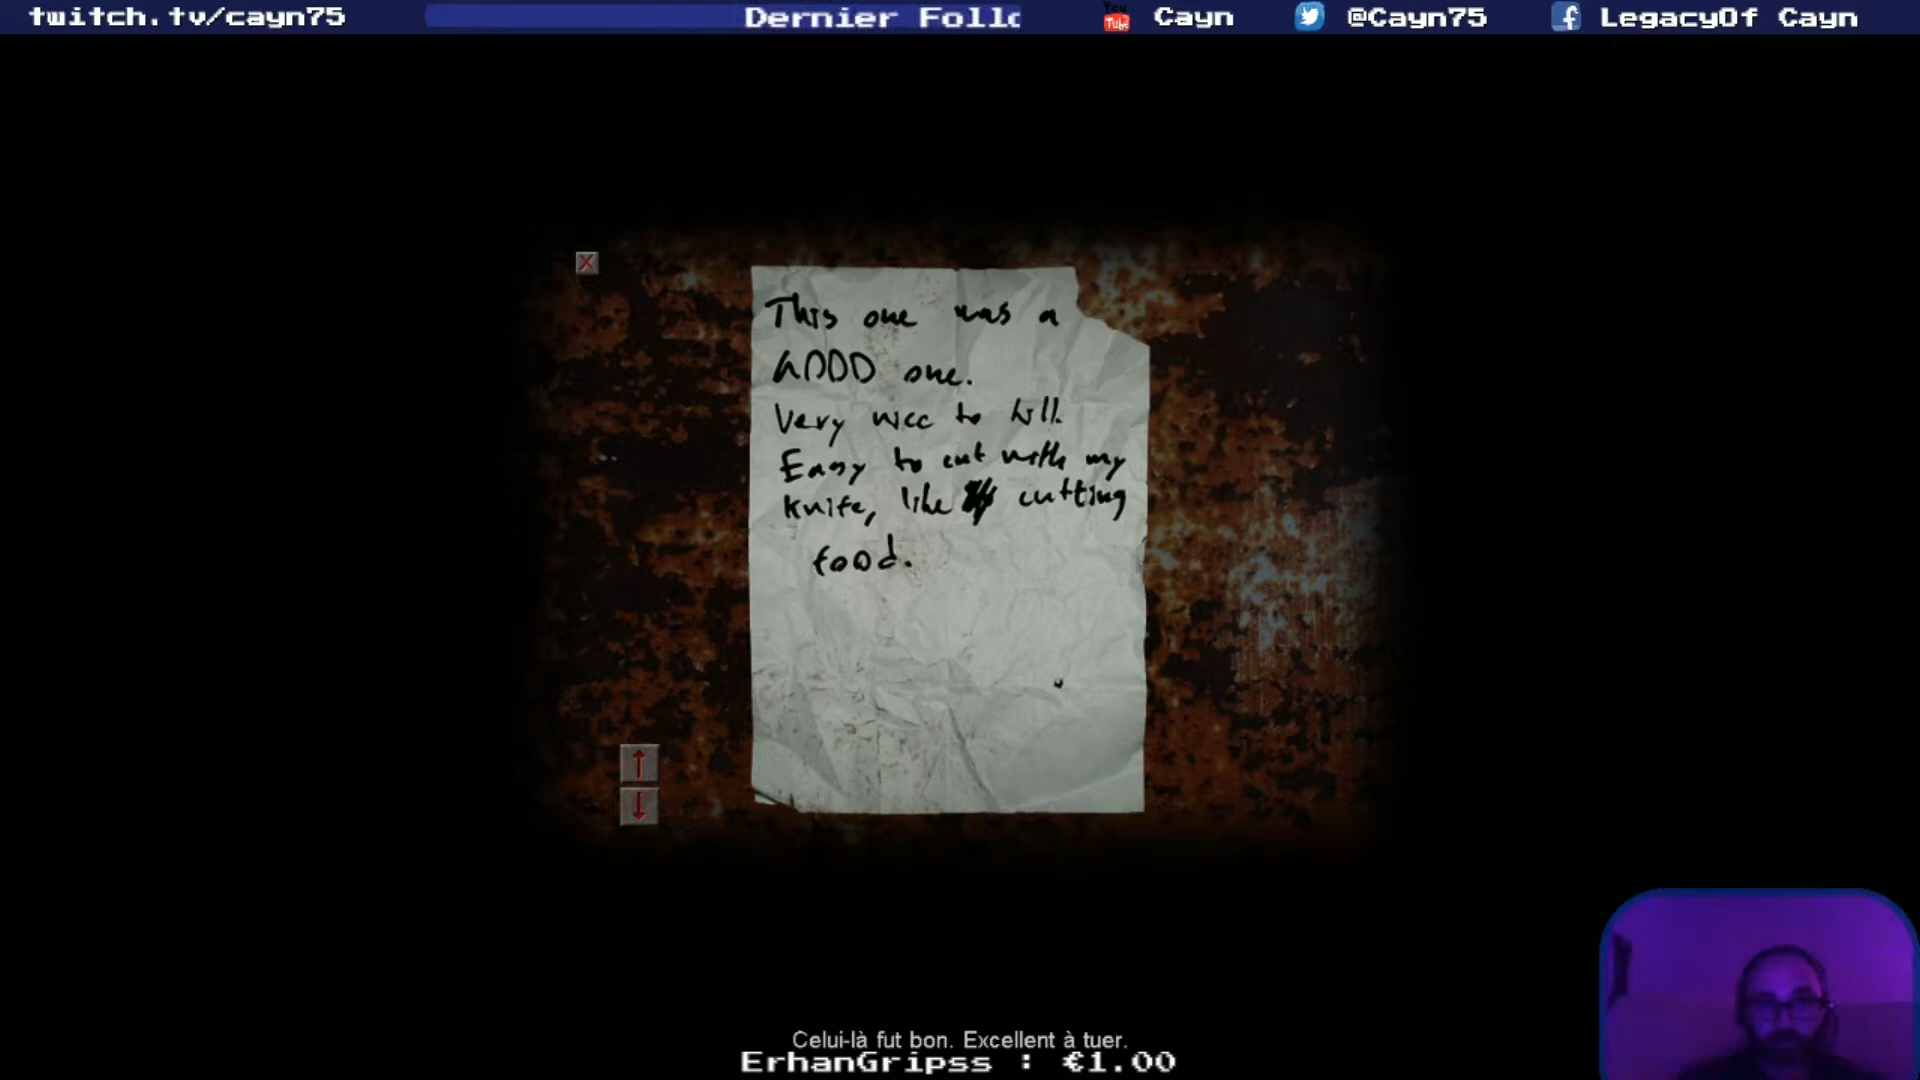 twitch.tv/cayn75 Dernier Follo Cayn @Cayn75 LegacyOf Cayn
This one was a
GOOD one.
Very nice to kill.
Easy to cut with my
knife, like cutting
food.
Celui-là fut bon. Excellent à tuer.
ErhanGripss : €1.00